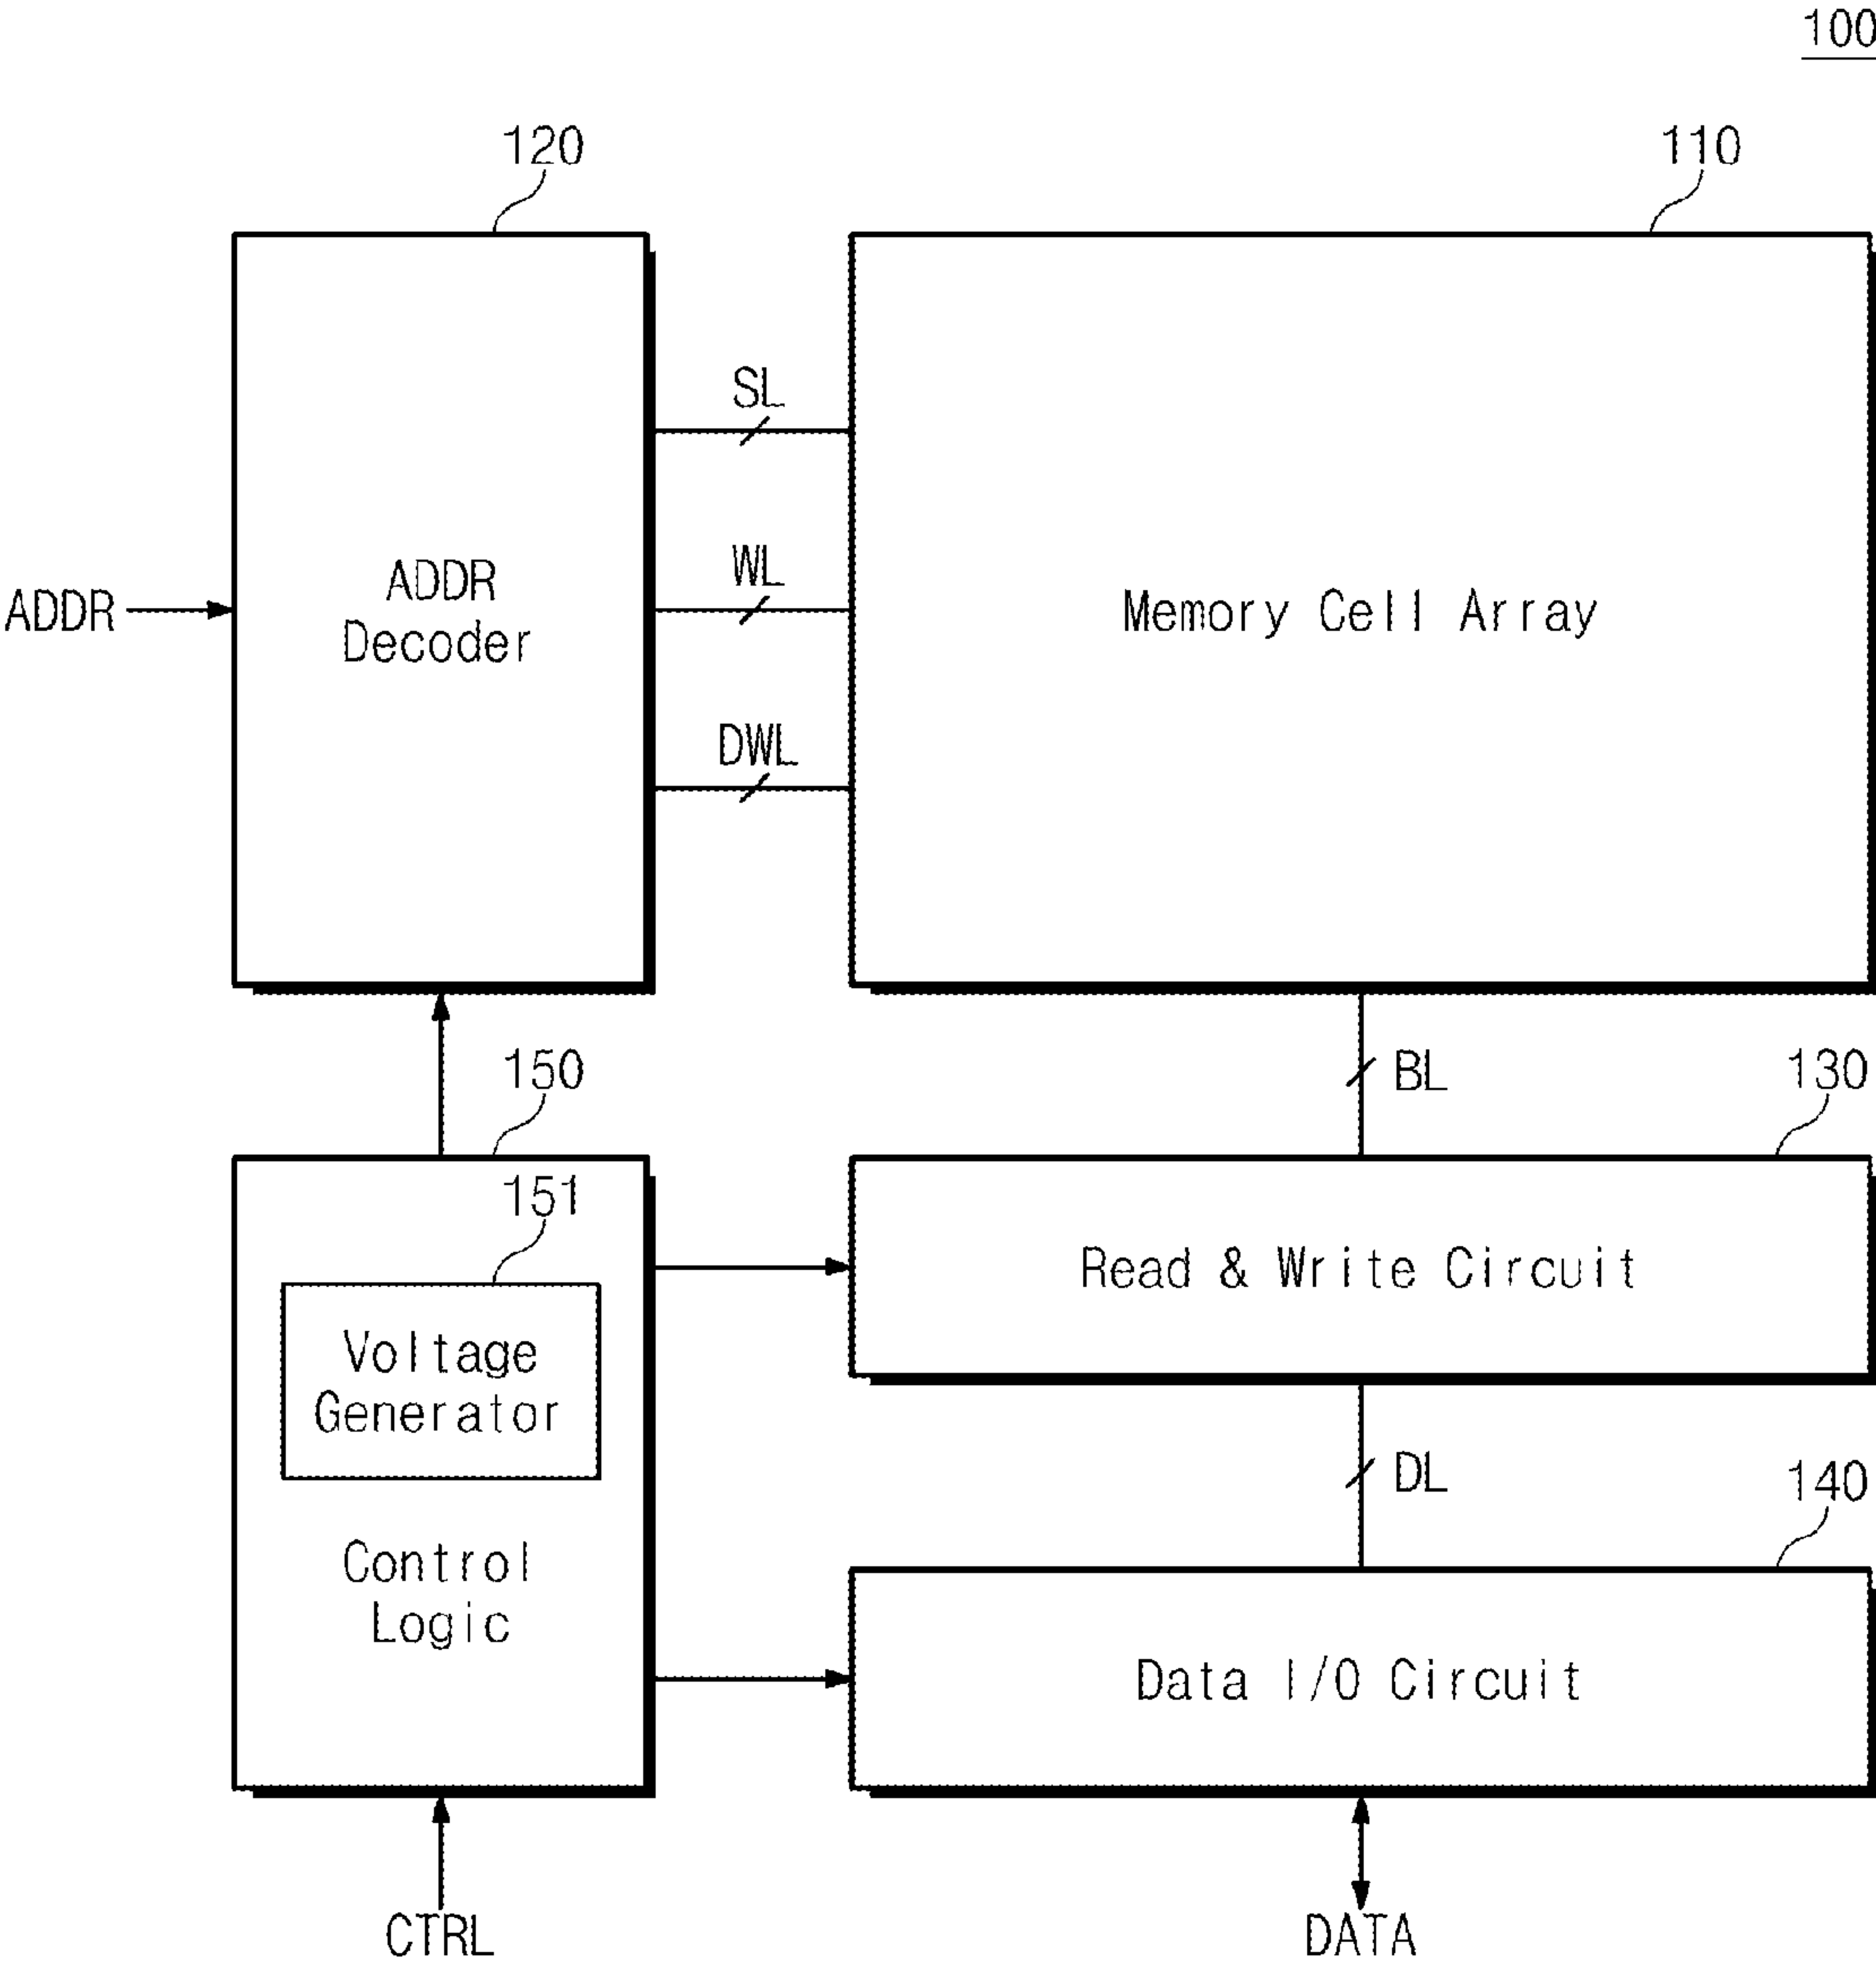 100
120
110
SL
ADDR
ADDR
Decoder
WL
Memory Cell Array
DWL
150
BL
130
151
Voltage
Generator
Read & Write Circuit
DL
140
Control
Logic
Data I/O Circuit
CTRL
DATA